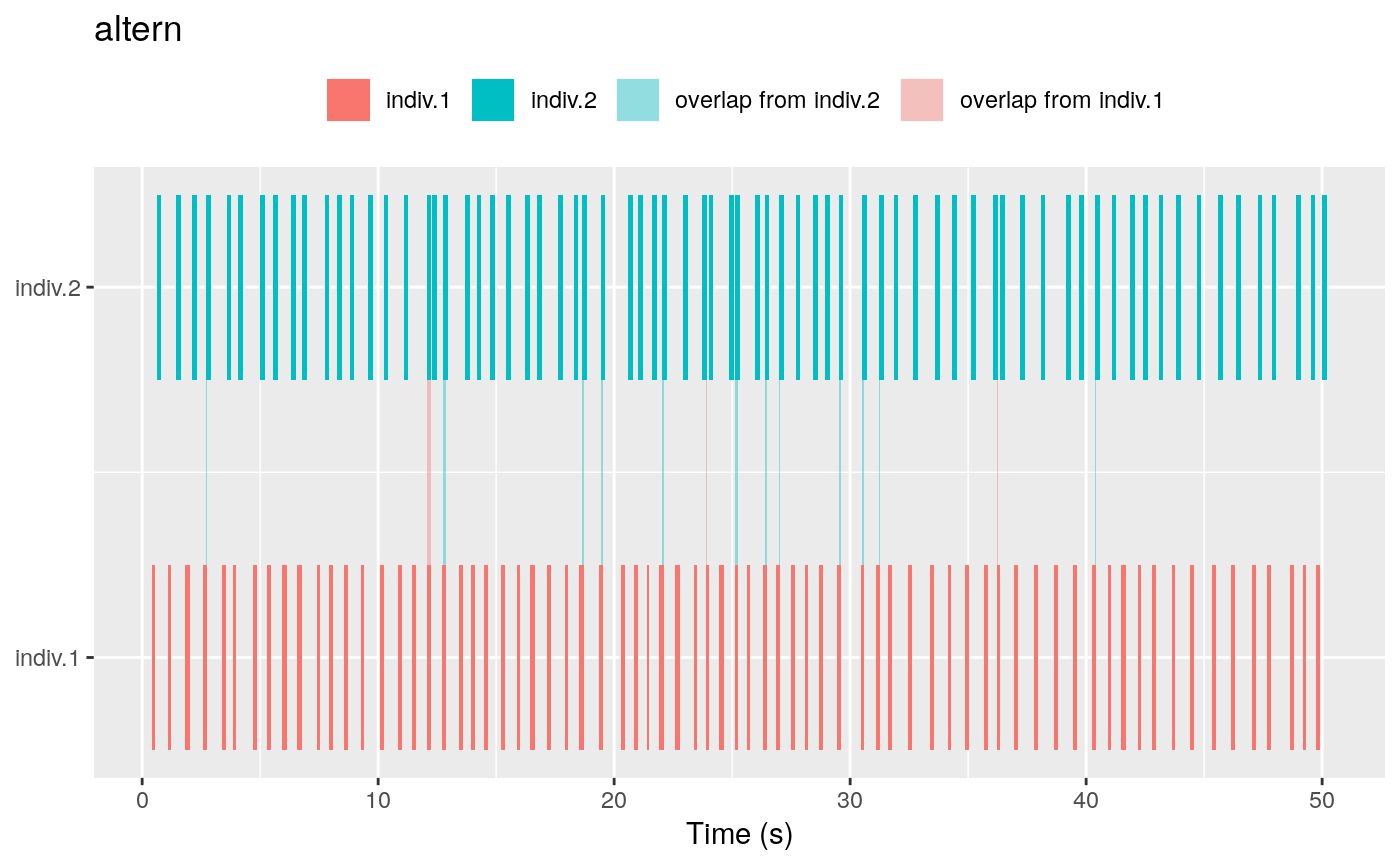 altern
indiv.1 indiv.2 overlap from indiv.2 overlap from indiv.1
indiv.2
indiv.1
0 10 20 30 40 50
Time (s)